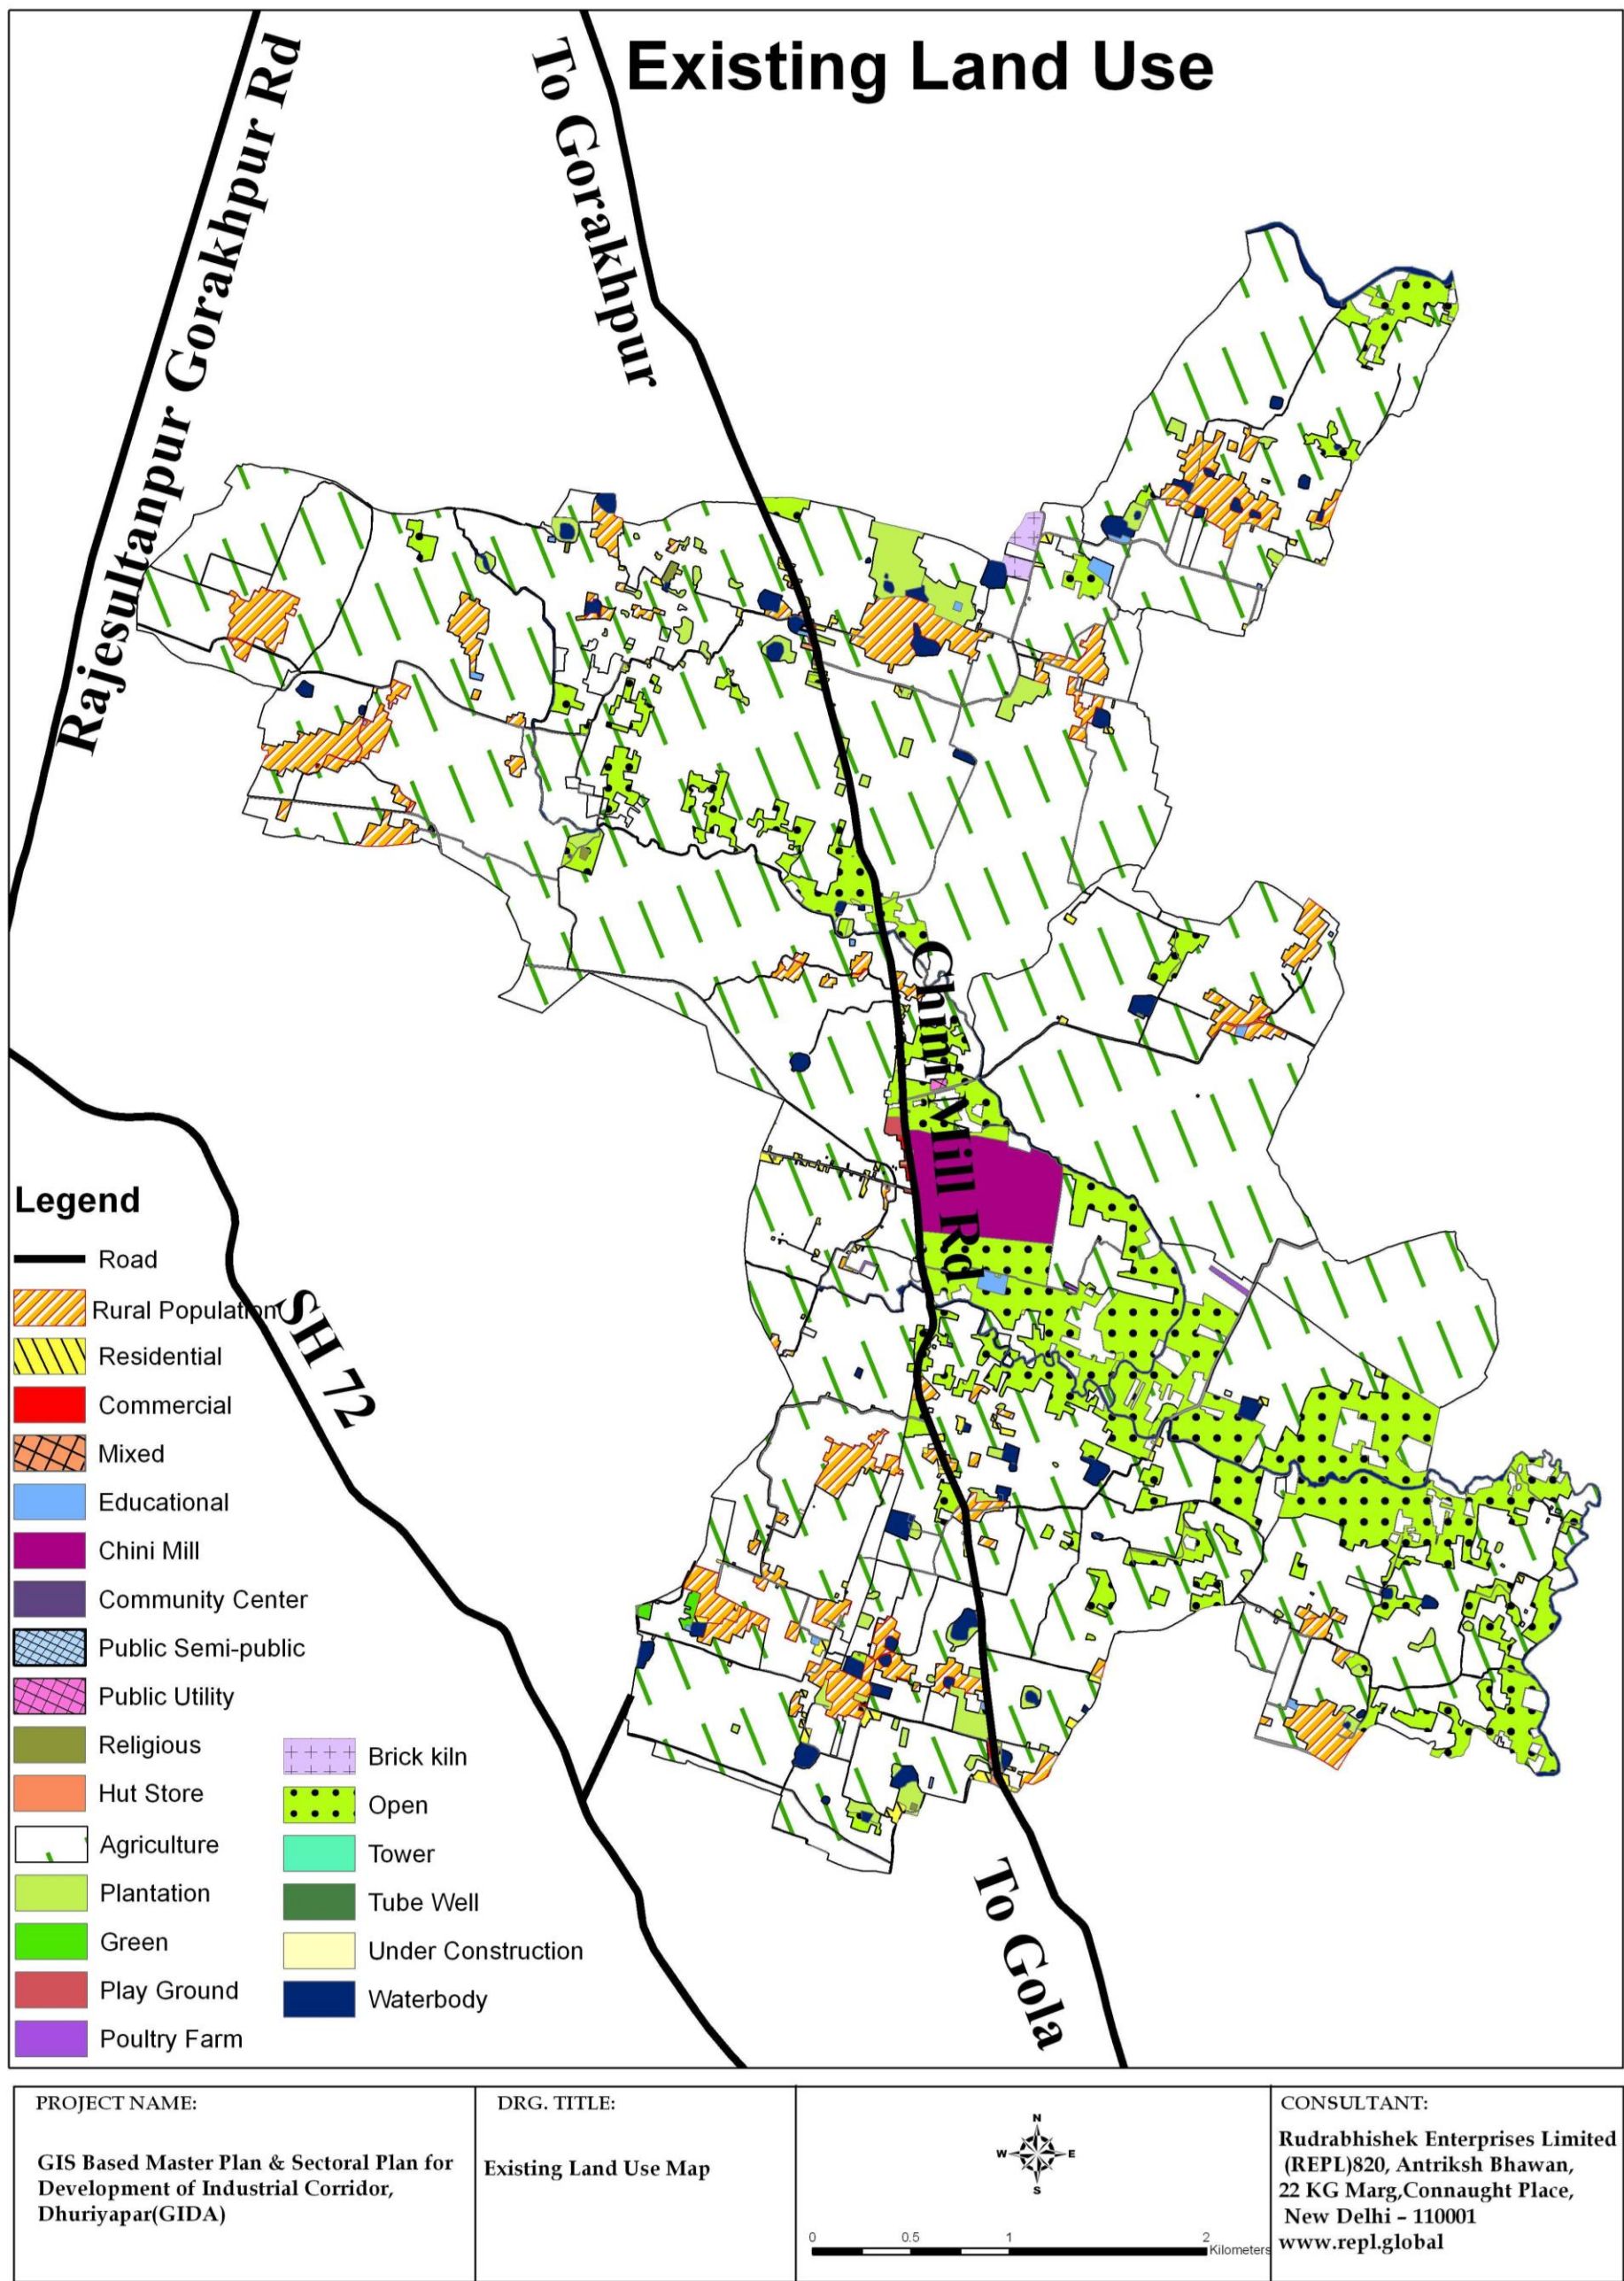 Existing Land Use
Rajesultanpur Gorakhpur Rd
To Gorakhpur
Chini Mill Rd
SH 72
To Gola
Legend
Road
Rural Population
Residential
Commercial
Mixed
Educational
Chini Mill
Community Center
Public Semi-public
Public Utility
Religious
Hut Store
Agriculture
Plantation
Green
Play Ground
Poultry Farm
Brick kiln
Open
Tower
Tube Well
Under Construction
Waterbody
PROJECT NAME:
GIS Based Master Plan & Sectoral Plan for
Development of Industrial Corridor,
Dhuriyapar(GIDA)
DRG. TITLE:
Existing Land Use Map
N
W E
S
0 0.5 1 2
Kilometers
CONSULTANT:
Rudrabhishek Enterprises Limited
(REPL)820, Antriksh Bhawan,
22 KG Marg,Connaught Place,
New Delhi – 110001
www.repl.global